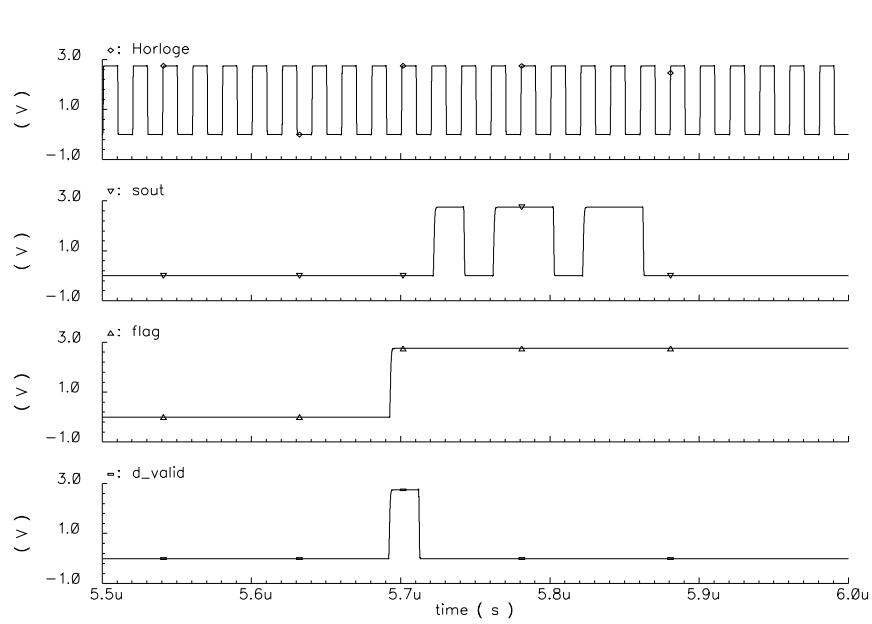 ◇: Horloge
3.0
1.0
−1.0
( V )
▽: sout
3.0
1.0
−1.0
( V )
△: flag
3.0
1.0
−1.0
( V )
▭: d_valid
3.0
1.0
−1.0
( V )
5.5u 5.6u 5.7u 5.8u 5.9u 6.0u
time ( s )